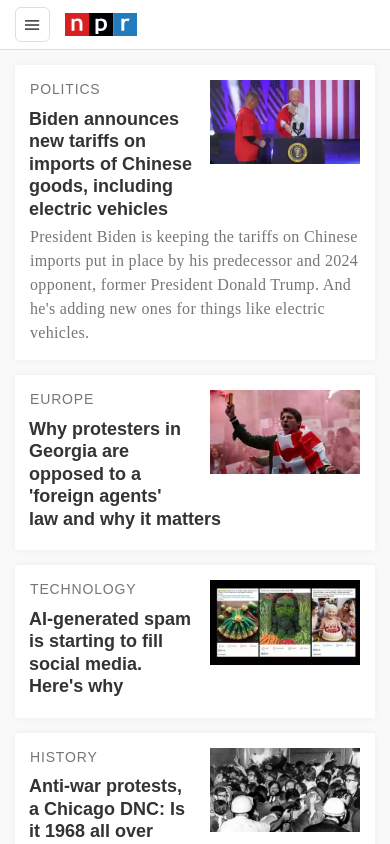 npr
POLITICS
Biden announces
new tariffs on
imports of Chinese
goods, including
electric vehicles
President Biden is keeping the tariffs on Chinese
imports put in place by his predecessor and 2024
opponent, former President Donald Trump. And
he's adding new ones for things like electric
vehicles.
EUROPE
Why protesters in
Georgia are
opposed to a
'foreign agents'
law and why it matters
TECHNOLOGY
AI-generated spam
is starting to fill
social media.
Here's why
HISTORY
Anti-war protests,
a Chicago DNC: Is
it 1968 all over